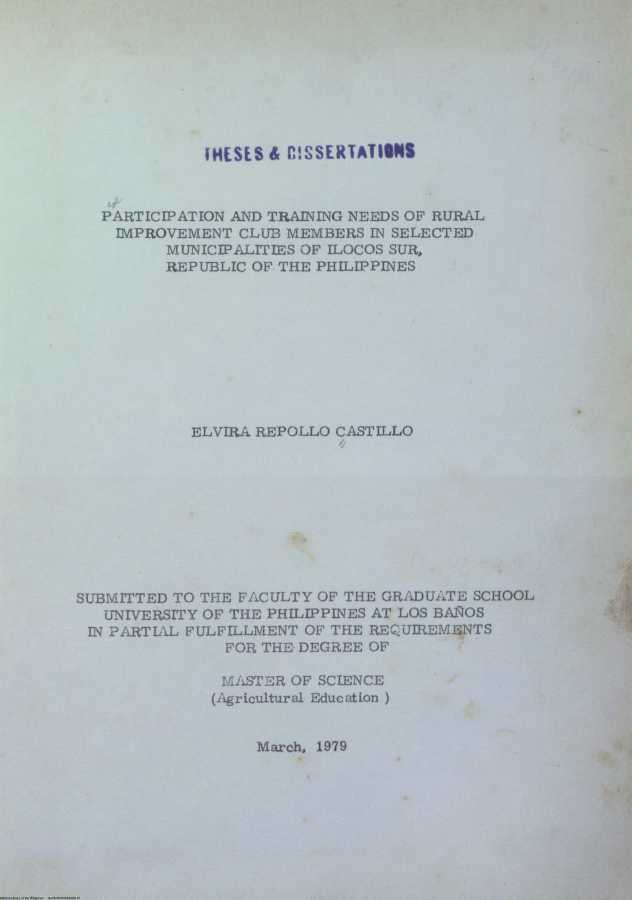 THESES & DISSERTATIONS
PARTICIPATION AND TRAINING NEEDS OF RURAL
IMPROVEMENT CLUB MEMBERS IN SELECTED
MUNICIPALITIES OF ILOCOS SUR,
REPUBLIC OF THE PHILIPPINES
ELVIRA REPOLLO CASTILLO
SUBMITTED TO THE FACULTY OF THE GRADUATE SCHOOL
UNIVERSITY OF THE PHILIPPINES AT LOS BAÑOS
IN PARTIAL FULFILLMENT OF THE REQUIREMENTS
FOR THE DEGREE OF
MASTER OF SCIENCE
(Agricultural Education )
March, 1979